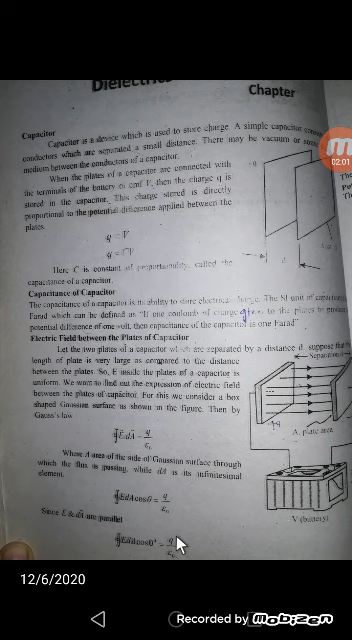 Dielectrics
Chapter
02:01
Capacitor
Capacitor is a device which is used to store charge. A simple capacitor
conductors which are separated a small distance. There may be vacuum or
medium between the conductors of a capacitor.
When the plates of a capacitor are connected with
the terminals of the battery of emf V, then the charge q is
stored in the capacitor. This charge stored is directly
proportional to the potential difference applied between the
plates.
q ∝ V
q = CV
Here C is constant of proportionality, called the
capacitance of a capacitor.
d
Capacitance of Capacitor
The capacitance of a capacitor is its ability to store electrical charge. The SI unit of capacitance
Farad which can be defined as "If one coulomb of charge given to the plates
potential difference of one volt, then capacitance of the capacitor is one Farad"
Electric Field between the Plates of Capacitor
Let the two plates of a capacitor which are separated by a distance d. suppose
length of plate is very large as compared to the distance
between the plates. So, E inside the plates of a capacitor is
uniform. We want to find out the expression of electric field
between the plates of capacitor. For this we consider a box
shaped Gaussian surface as shown in the figure. Then by
Gauss's law
Separation
A, plate area
∯ E.dA = q/ε₀
Where A area of the side of Gaussian surface through
which the flux is passing, while dA is its infinitesimal
element.
∯ EdA cosθ = q/ε₀
V (battery)
Since E & dA are parallel
∯ EdAcos0° = q/ε₀
12/6/2020
Recorded by mobizen